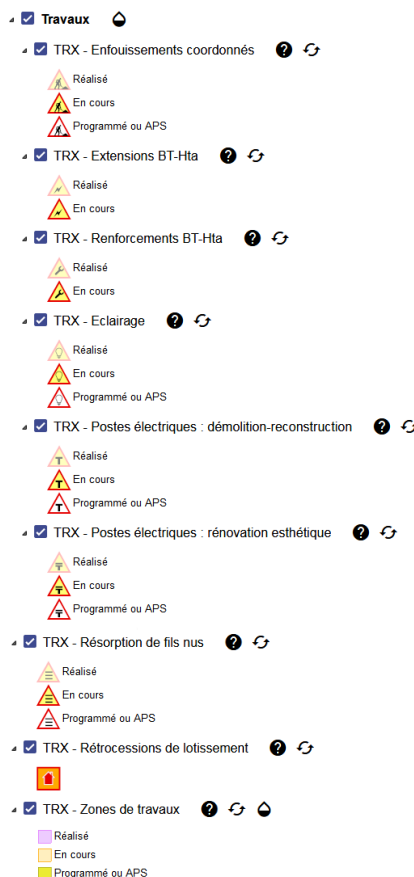 Travaux
TRX - Enfouissements coordonnés
Réalisé
En cours
Programmé ou APS
TRX - Extensions BT-Hta
Réalisé
En cours
TRX - Renforcements BT-Hta
Réalisé
En cours
TRX - Eclairage
Réalisé
En cours
Programmé ou APS
TRX - Postes électriques : démolition-reconstruction
Réalisé
En cours
Programmé ou APS
TRX - Postes électriques : rénovation esthétique
Réalisé
En cours
Programmé ou APS
TRX - Résorption de fils nus
Réalisé
En cours
Programmé ou APS
TRX - Rétrocessions de lotissement
TRX - Zones de travaux
Réalisé
En cours
Programmé ou APS